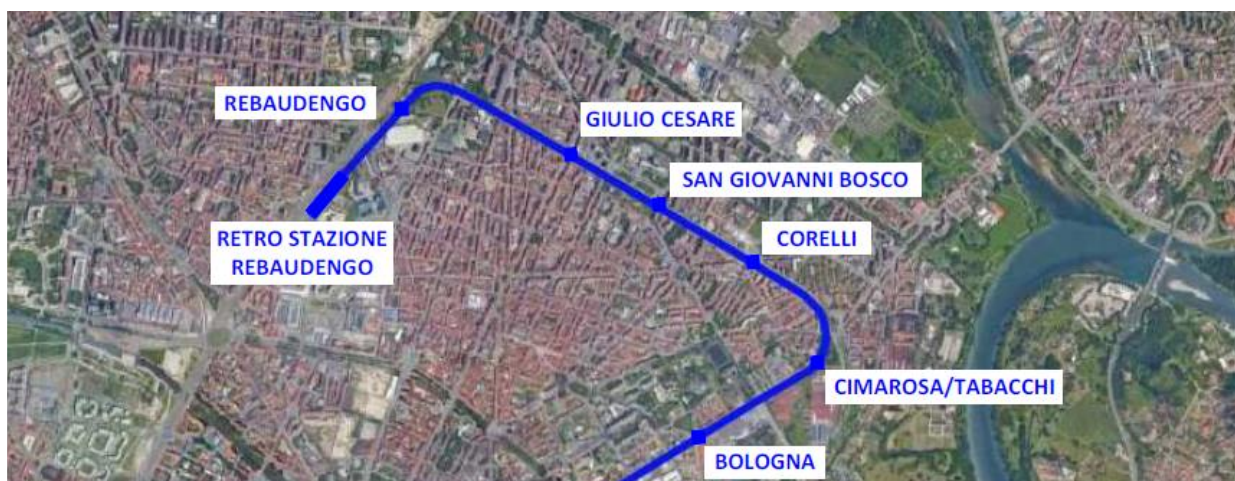 REBAUDENGO
GIULIO CESARE
SAN GIOVANNI BOSCO
RETRO STAZIONE
REBAUDENGO
CORELLI
CIMAROSA/TABACCHI
BOLOGNA